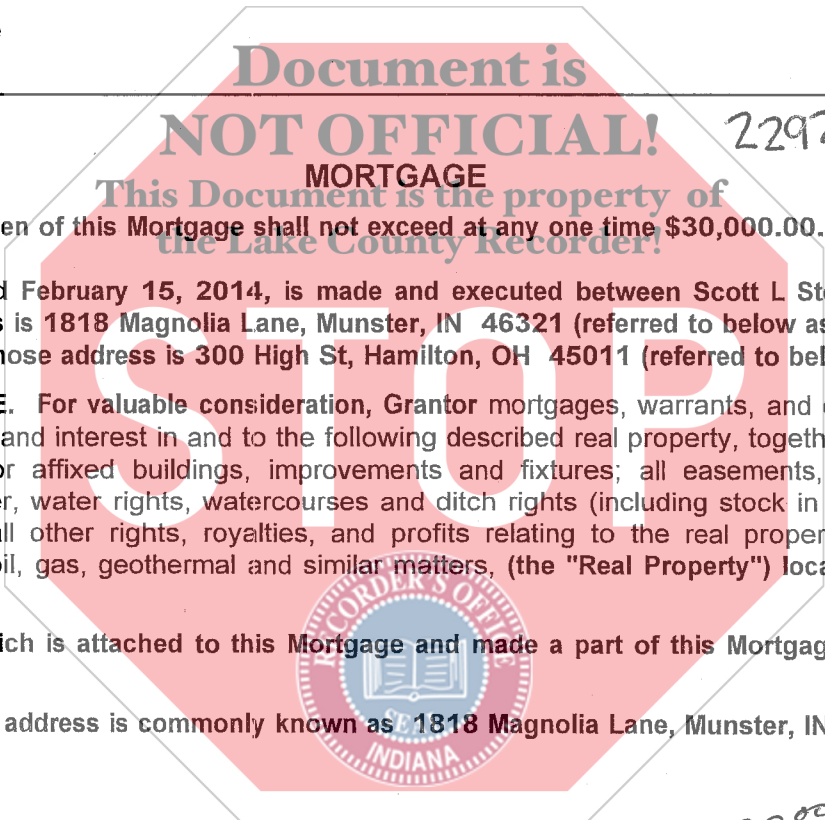 Document is
NOT OFFICIAL!
2292
MORTGAGE
This Document is the property of
en of this Mortgage shall not exceed at any one time $30,000.00.
the Lake County Recorder!
February 15, 2014, is made and executed between Scott L
s is 1818 Magnolia Lane, Munster, IN 46321 (referred to below as
ose address is 300 High St, Hamilton, OH 45011 (referred to bel
E. For valuable consideration, Grantor mortgages, warrants, and
and interest in and to the following described real property, togeth
or affixed buildings, improvements and fixtures; all easements,
er, water rights, watercourses and ditch rights (including stock in
ll other rights, royalties, and profits relating to the real proper
oil, gas, geothermal and similar matters, (the "Real Property") loca
STOP
RECORDER'S OFFICE
ich is attached to this Mortgage and made a part of this Mortgag
SEAL
address is commonly known as 1818 Magnolia Lane, Munster, IN
INDIANA